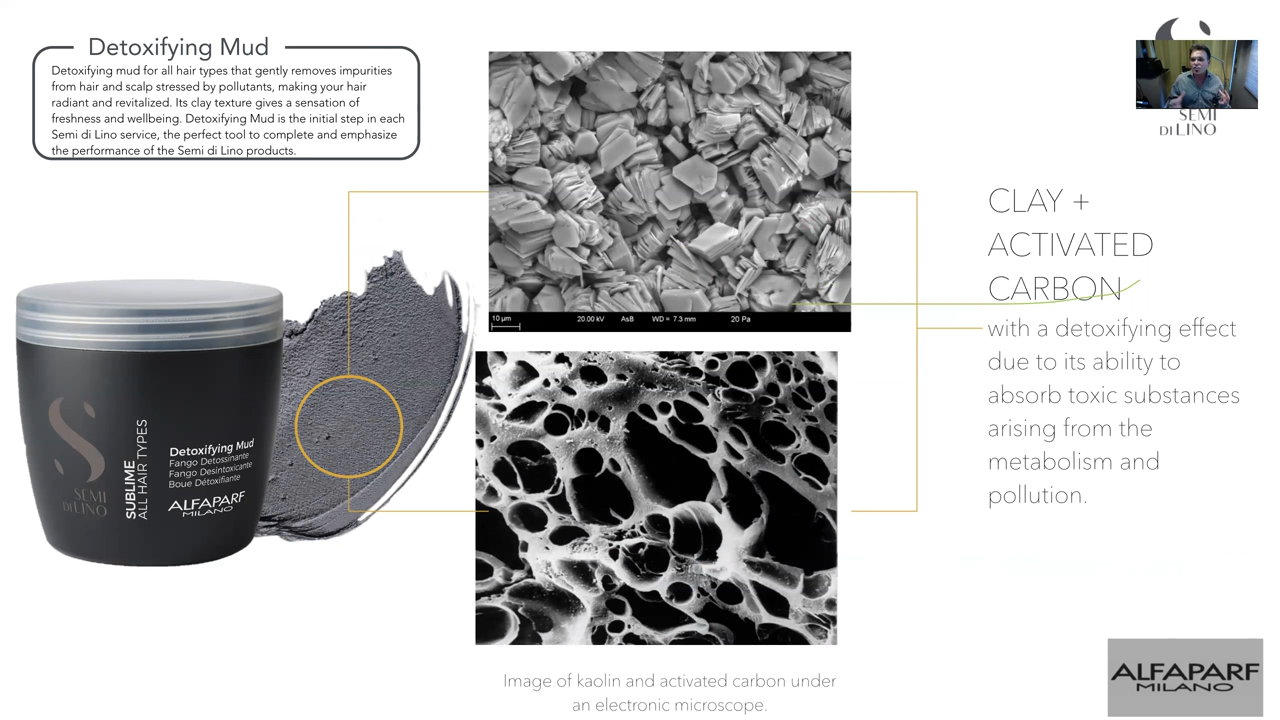 Detoxifying Mud
Detoxifying mud for all hair types that gently removes impurities
from hair and scalp stressed by pollutants, making your hair
radiant and revitalized. Its clay texture gives a sensation of
freshness and wellbeing. Detoxifying Mud is the initial step in each
Semi di Lino service, the perfect tool to complete and emphasize
the performance of the Semi di Lino products.
SEMI
DI LINO
SUBLIME
ALL HAIR TYPES
Detoxifying Mud
Fango Detossinante
Fango Desintoxicante
Boue Détoxifiante
ALFAPARF
MILANO
10 µm 20.00 kV AsB WD = 7.3 mm 20 Pa
Image of kaolin and activated carbon under
an electronic microscope.
SEMI
DI LINO
CLAY +
ACTIVATED
CARBON
with a detoxifying effect
due to its ability to
absorb toxic substances
arising from the
metabolism and
pollution.
ALFAPARF
MILANO